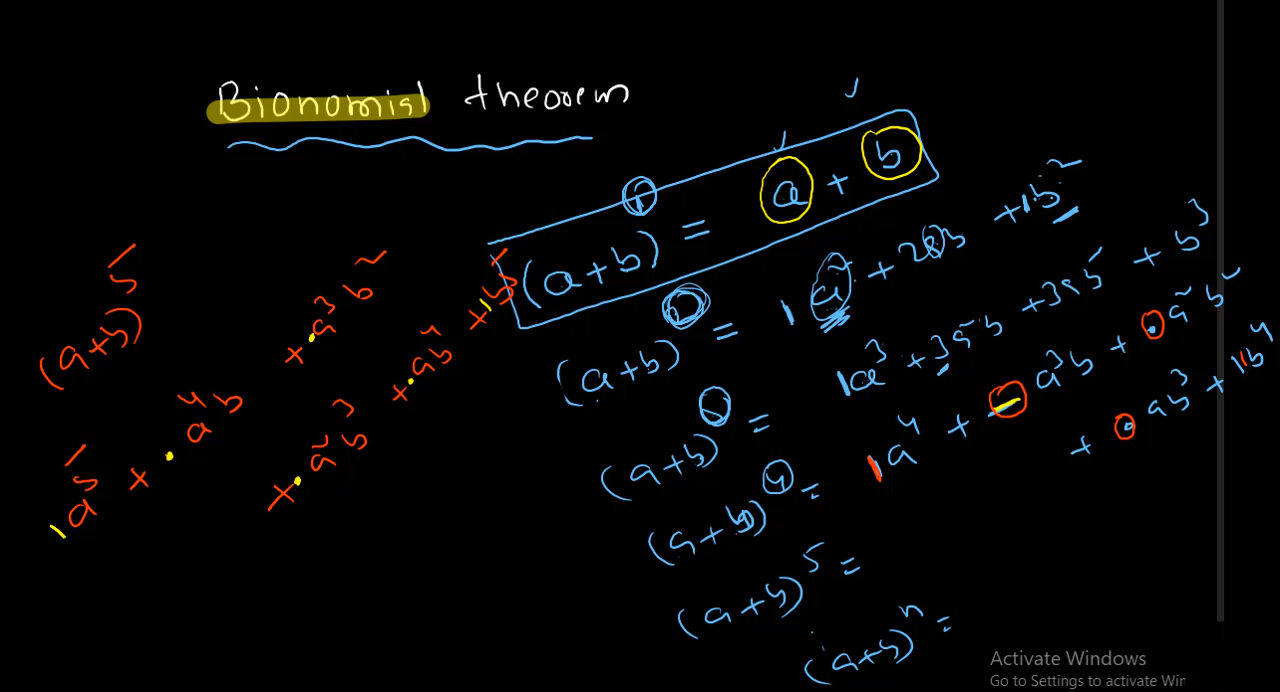 Bionomial theorem
(a+b)¹ = a + b
(a+b)² = 1a² + 2ab + 1b²
(a+b)³ = 1a³ + 3a²b + 3ab² + b³
(a+b)⁴ = 1a⁴ + a³b + a²b²
+ ab³ + 1b⁴
(a+b)⁵ =
(a+b)ⁿ =
(a+b)⁵
1a⁵ + a⁴b + a³b²
+ a²b³ + ab⁴ + 1b⁵
Activate Windows
Go to Settings to activate Wir